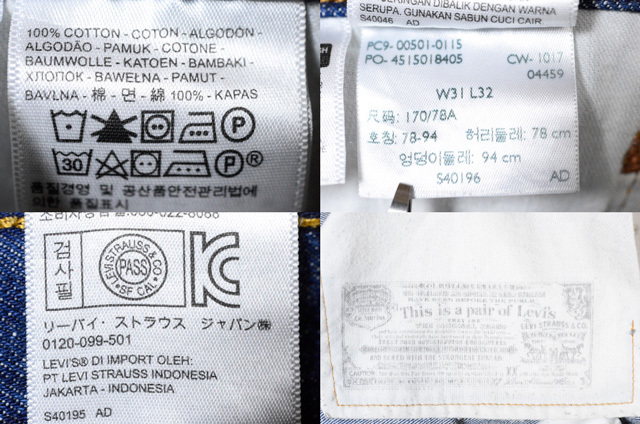 100% COTTON - COTON - ALGODÓN -
ALGODÃO - PAMUK - COTONE -
BAUMWOLLE - KATOEN - BAMBAKI -
ХЛОПОК - BAWEŁNA - PAMUT -
BAVLNA - 棉 - 면 - 綿 100% - KAPAS
30
P
P®
품질경영 및 공산품안전관리법에
의한 품질표시
SERUPA. GUNAKAN SABUN CUCI CAIR.
S40046 AD
PC9-00501-0115
PO- 4515018405 CW- 1017
04459
W31 L32
尺码: 170/78A
호칭: 78-94 허리둘레: 78 cm
엉덩이둘레: 94 cm
S40196 AD
검사필
LEVI STRAUSS & CO.
PASS
SF CAL
リーバイ・ストラウス ジャパン㈱
0120-099-501
LEVI'S® DI IMPORT OLEH:
PT LEVI STRAUSS INDONESIA
JAKARTA - INDONESIA
S40195 AD
This is a pair of Levi's
LEVI STRAUSS & CO.